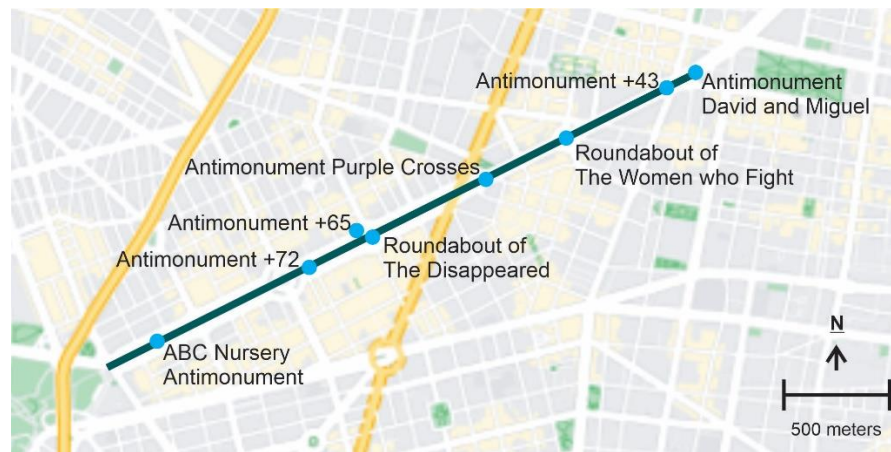 Antimonument +43
Antimonument
David and Miguel
Roundabout of
The Women who Fight
Antimonument Purple Crosses
Antimonument +65
Roundabout of
The Disappeared
Antimonument +72
ABC Nursery
Antimonument
N
500 meters